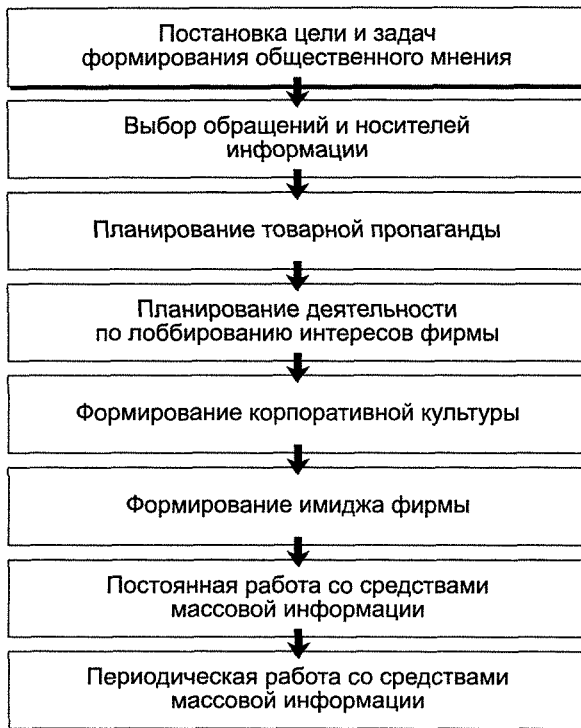 Постановка цели и задач
формирования общественного мнения
Выбор обращений и носителей
информации
Планирование товарной пропаганды
Планирование деятельности
по лоббированию интересов фирмы
Формирование корпоративной культуры
Формирование имиджа фирмы
Постоянная работа со средствами
массовой информации
Периодическая работа со средствами
массовой информации